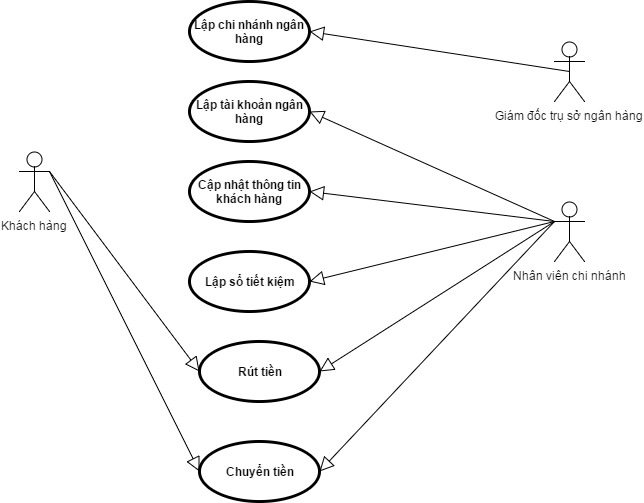 Lập chi nhánh ngân
hàng
Giám đốc trụ sở ngân hàng
Lập tài khoản ngân
hàng
Cập nhật thông tin
khách hàng
Khách hàng
Nhân viên chi nhánh
Lập số tiết kiệm
Rút tiền
Chuyển tiền